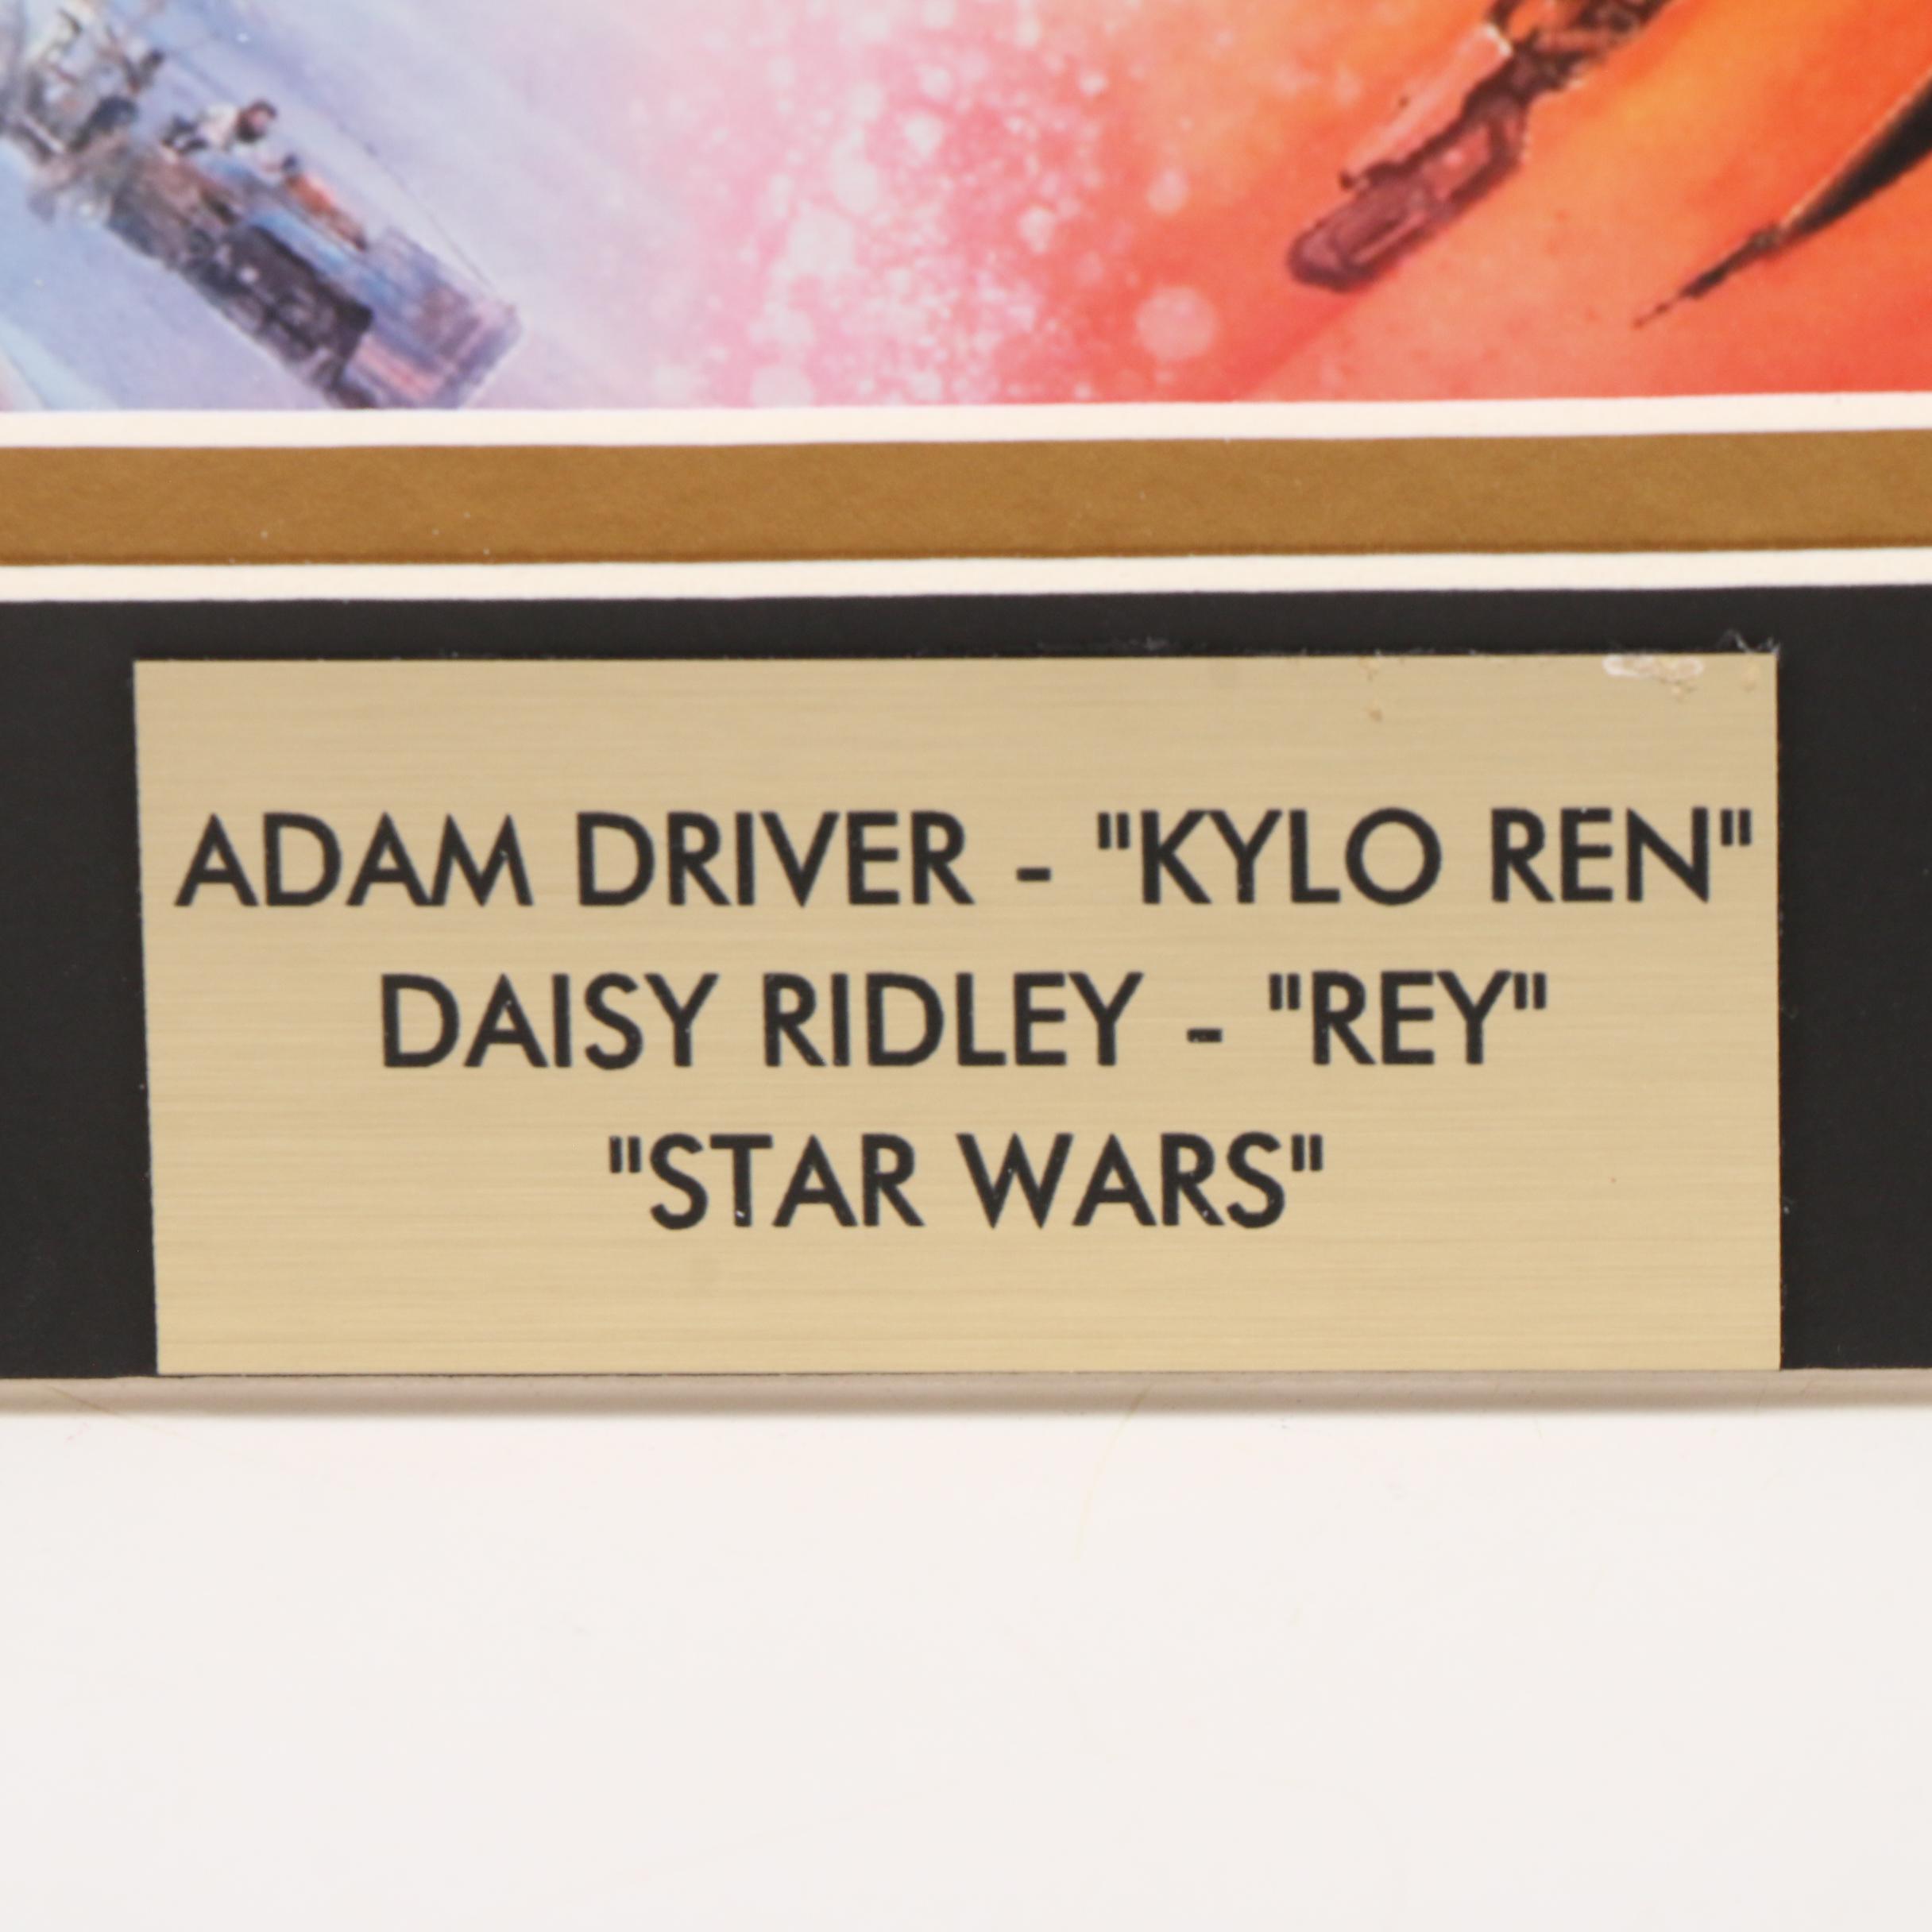 ADAM DRIVER - "KYLO REN"
DAISY RIDLEY - "REY"
"STAR WARS"